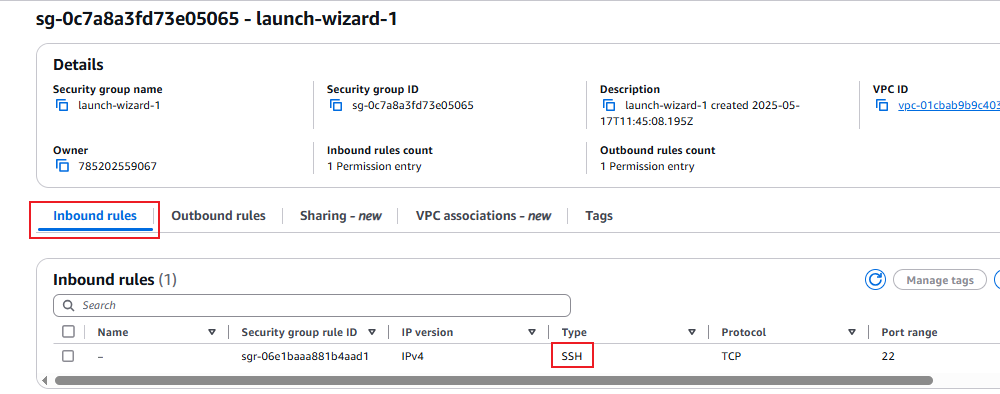 sg-0c7a8a3fd73e05065 - launch-wizard-1
Details
Security group name
launch-wizard-1
Security group ID
sg-0c7a8a3fd73e05065
Description
launch-wizard-1 created 2025-05-
17T11:45:08.195Z
VPC ID
vpc-01cbab9b9c403
Owner
785202559067
Inbound rules count
1 Permission entry
Outbound rules count
1 Permission entry
Inbound rules Outbound rules Sharing - new VPC associations - new Tags
Inbound rules (1)
Manage tags
Search
Name Security group rule ID IP version Type Protocol Port range
– sgr-06e1baaa881b4aad1 IPv4 SSH TCP 22